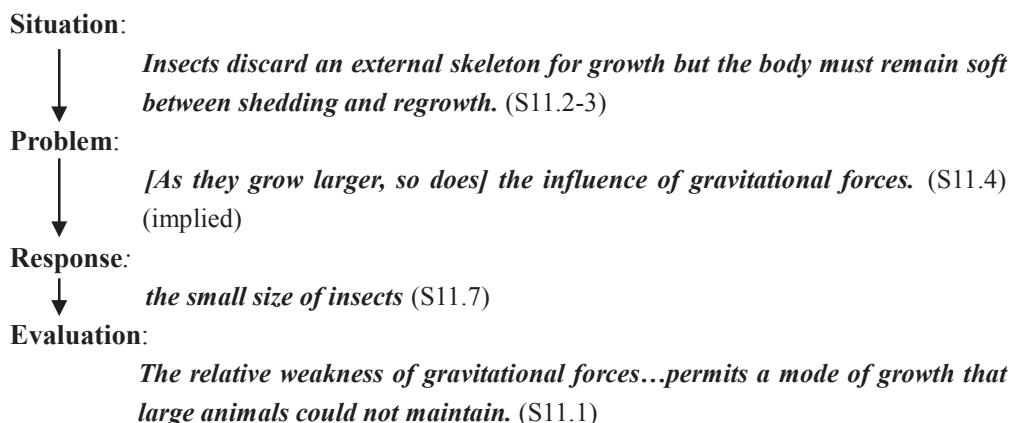 Situation:
Insects discard an external skeleton for growth but the body must remain soft
between shedding and regrowth. (S11.2-3)
Problem:
[As they grow larger, so does] the influence of gravitational forces. (S11.4)
(implied)
Response:
the small size of insects (S11.7)
Evaluation:
The relative weakness of gravitational forces…permits a mode of growth that
large animals could not maintain. (S11.1)